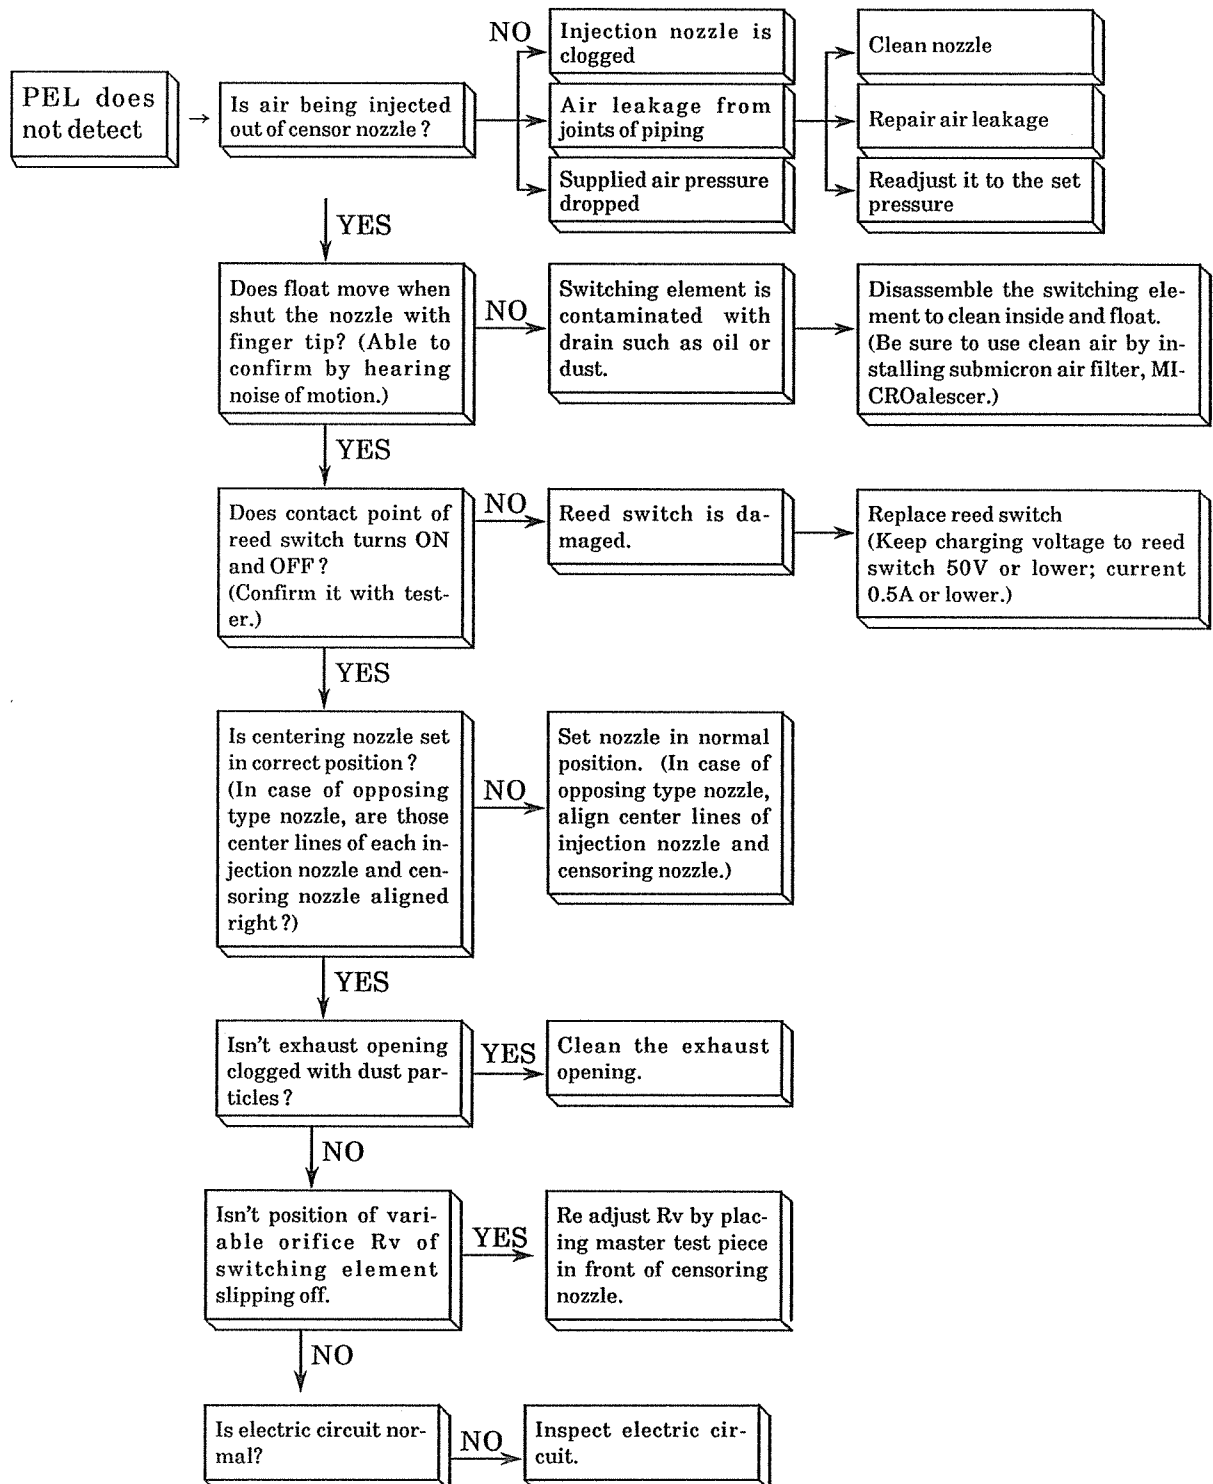 PEL does
not detect
Is air being injected
out of censor nozzle ?
NO
Injection nozzle is
clogged
Air leakage from
joints of piping
Supplied air pressure
dropped
Clean nozzle
Repair air leakage
Readjust it to the set
pressure
YES
Does float move when
shut the nozzle with
finger tip? (Able to
confirm by hearing
noise of motion.)
NO
Switching element is
contaminated with
drain such as oil or
dust.
Disassemble the switching ele-
ment to clean inside and float.
(Be sure to use clean air by in-
stalling submicron air filter, MI-
CROalescer.)
YES
Does contact point of
reed switch turns ON
and OFF ?
(Confirm it with test-
er.)
NO
Reed switch is da-
maged.
Replace reed switch
(Keep charging voltage to reed
switch 50V or lower; current
0.5A or lower.)
YES
Is centering nozzle set
in correct position ?
(In case of opposing
type nozzle, are those
center lines of each in-
jection nozzle and cen-
soring nozzle aligned
right ?)
NO
Set nozzle in normal
position. (In case of
opposing type nozzle,
align center lines of
injection nozzle and
censoring nozzle.)
YES
Isn't exhaust opening
clogged with dust par-
ticles ?
YES
Clean the exhaust
opening.
NO
Isn't position of vari-
able orifice Rv of
switching element
slipping off.
YES
Re adjust Rv by plac-
ing master test piece
in front of censoring
nozzle.
NO
Is electric circuit nor-
mal?
NO
Inspect electric cir-
cuit.